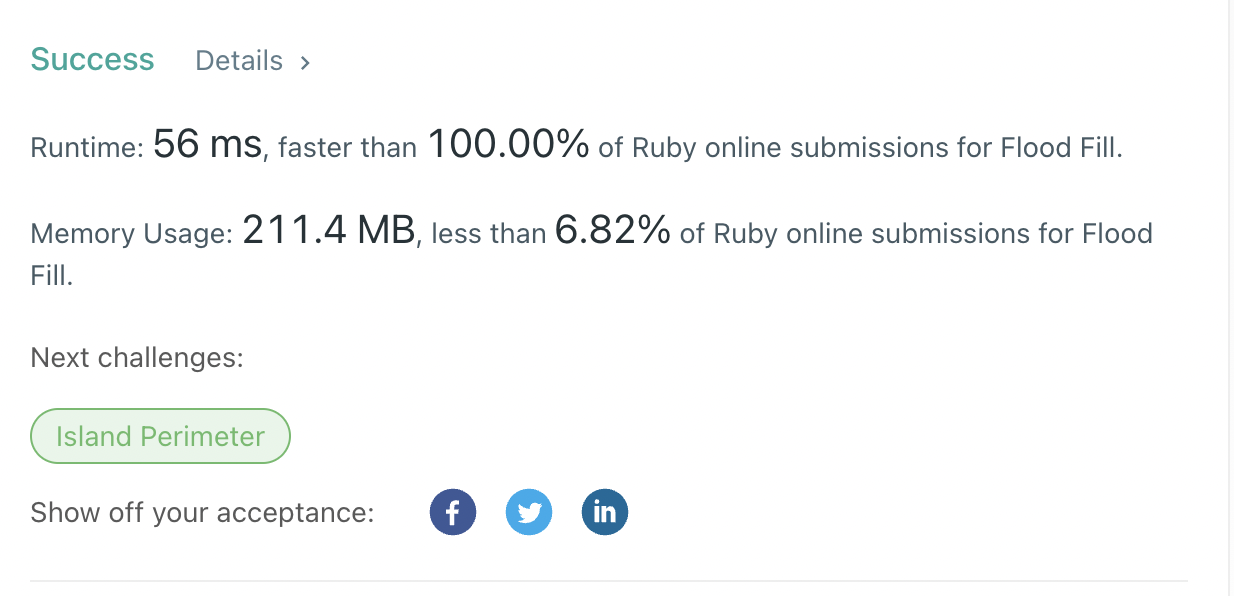 Success Details >
Runtime: 56 ms, faster than 100.00% of Ruby online submissions for Flood Fill.
Memory Usage: 211.4 MB, less than 6.82% of Ruby online submissions for Flood
Fill.
Next challenges:
Island Perimeter
Show off your acceptance: f in